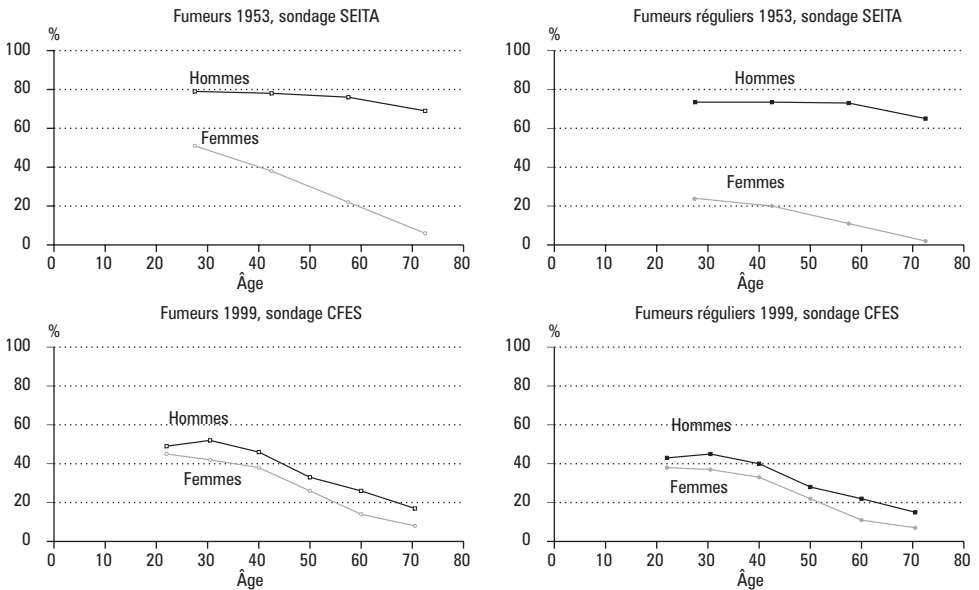 Fumeurs 1953, sondage SEITA
%
100
80
60
40
20
0
Hommes
Femmes
0 10 20 30 40 50 60 70 80
Âge
Fumeurs réguliers 1953, sondage SEITA
%
100
80
60
40
20
0
Hommes
Femmes
0 10 20 30 40 50 60 70 80
Âge
Fumeurs 1999, sondage CFES
%
100
80
60
40
20
0
Hommes
Femmes
0 10 20 30 40 50 60 70 80
Âge
Fumeurs réguliers 1999, sondage CFES
%
100
80
60
40
20
0
Hommes
Femmes
0 10 20 30 40 50 60 70 80
Âge